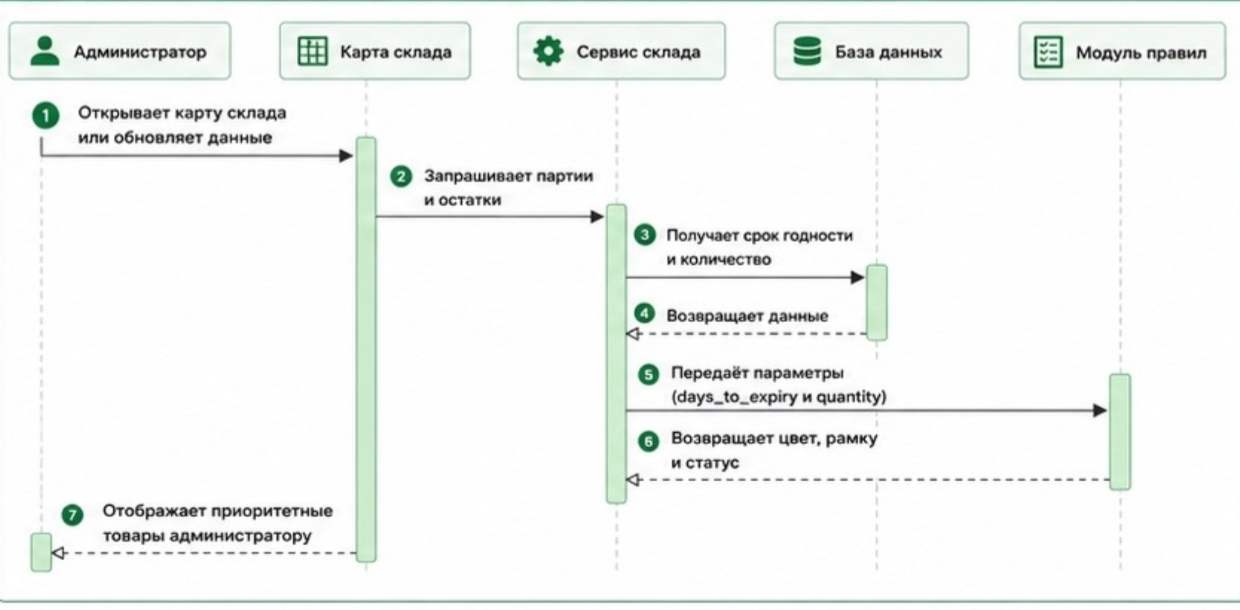 Администратор
Карта склада
Сервис склада
База данных
Модуль правил
1
Открывает карту склада
или обновляет данные
2
Запрашивает партии
и остатки
3
Получает срок годности
и количество
4
Возвращает данные
5
Передаёт параметры
(days_to_expiry и quantity)
6
Возвращает цвет, рамку
и статус
7
Отображает приоритетные
товары администратору